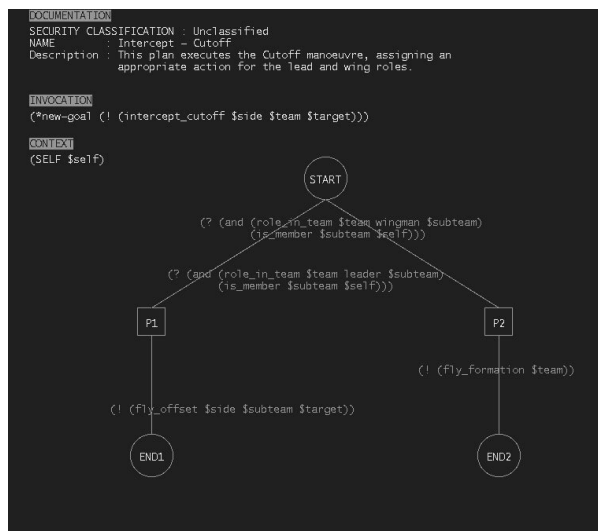 DOCUMENTATION
SECURITY CLASSIFICATION : Unclassified
NAME : Intercept - Cutoff
Description : This plan executes the Cutoff manoeuvre, assigning an
appropriate action for the lead and wing roles.
INVOCATION
(*new-goal (! (intercept_cutoff $side $team $target)))
CONTEXT
(SELF $self)
START
(? (and (role_in_team $team wingman $subteam)
(is_member $subteam $self)))
(? (and (role_in_team $team leader $subteam)
(is_member $subteam $self)))
P1
P2
(! (fly_formation $team))
(! (fly_offset $side $subteam $target))
END1
END2